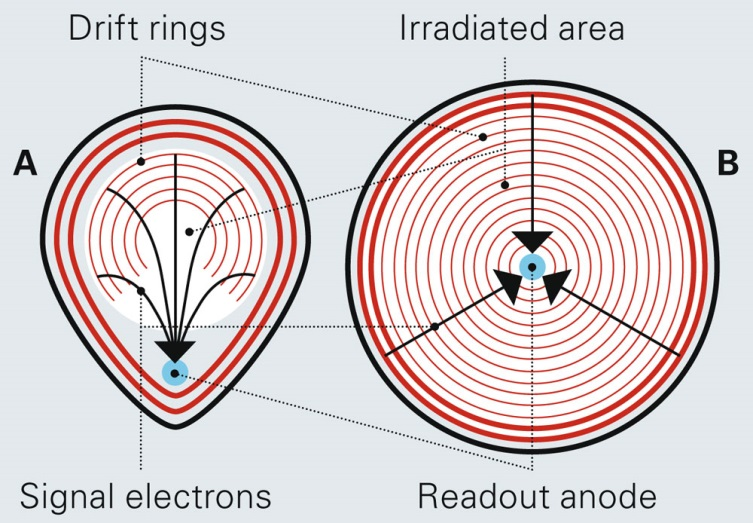 Drift rings
Irradiated area
A
B
Signal electrons
Readout anode